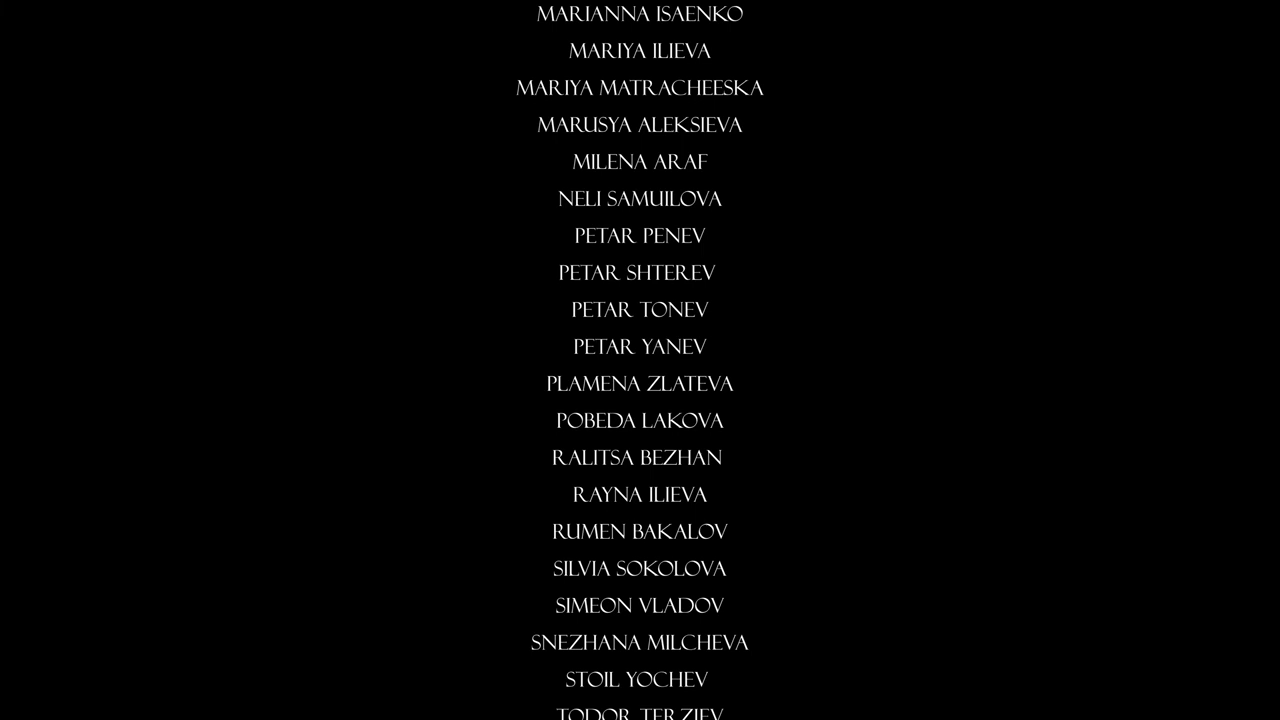 MARIANNA ISAENKO
MARIYA ILIEVA
MARIYA MATRACHEESKA
MARUSYA ALEKSIEVA
MILENA ARAF
NELI SAMUILOVA
PETAR PENEV
PETAR SHTEREV
PETAR TONEV
PETAR YANEV
PLAMENA ZLATEVA
POBEDA LAKOVA
RALITSA BEZHAN
RAYNA ILIEVA
RUMEN BAKALOV
SILVIA SOKOLOVA
SIMEON VLADOV
SNEZHANA MILCHEVA
STOIL YOCHEV
TODOR TERZIEV